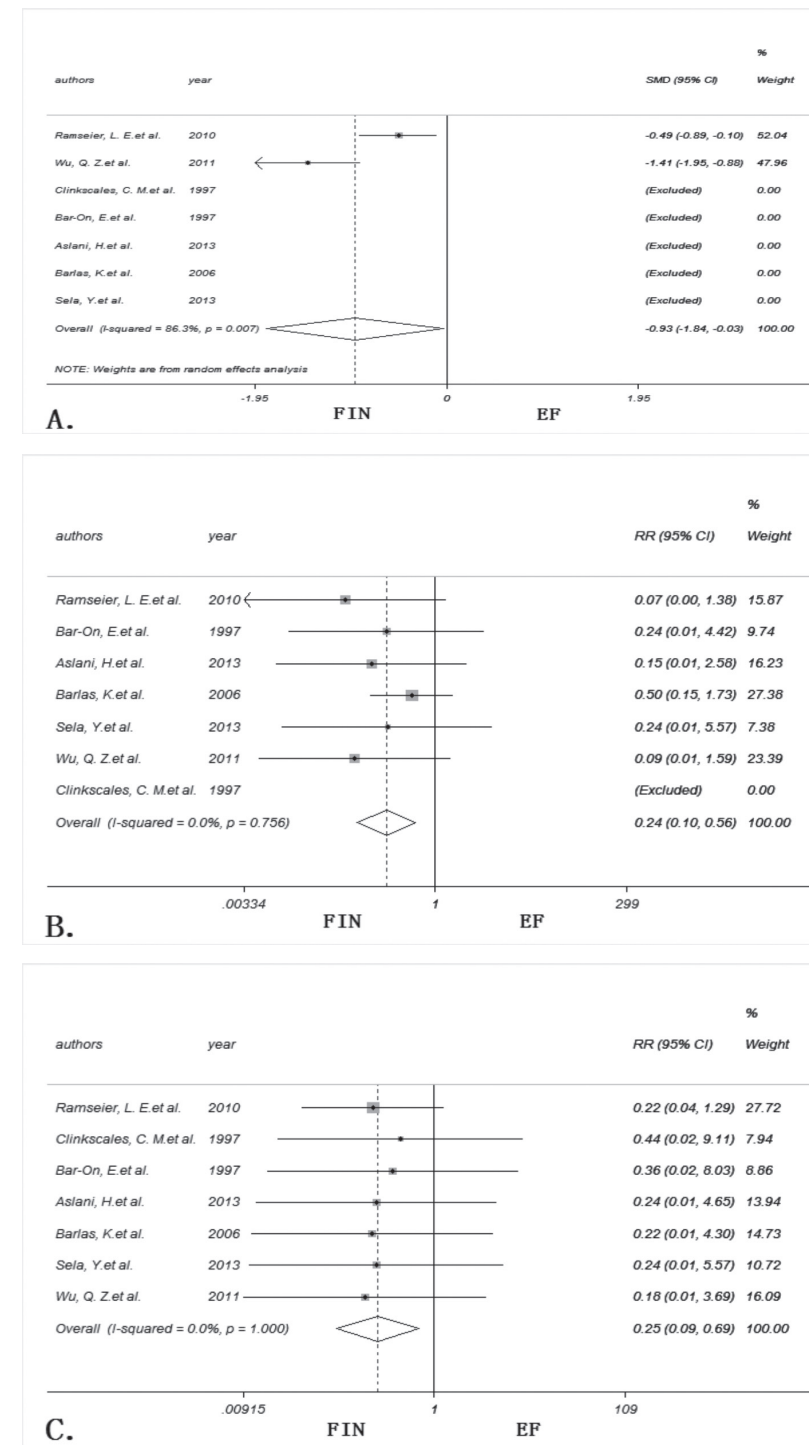 %
authors year SMD (95% CI) Weight
Ramseier, L. E.et al. 2010 -0.49 (-0.89, -0.10) 52.04
Wu, Q. Z.et al. 2011 -1.41 (-1.95, -0.88) 47.96
Clinkscales, C. M.et al. 1997 (Excluded) 0.00
Bar-On, E.et al. 1997 (Excluded) 0.00
Aslani, H.et al. 2013 (Excluded) 0.00
Barlas, K.et al. 2006 (Excluded) 0.00
Sela, Y.et al. 2013 (Excluded) 0.00
Overall (I-squared = 86.3%, p = 0.007) -0.93 (-1.84, -0.03) 100.00
NOTE: Weights are from random effects analysis
-1.95 0 1.95
A. FIN EF
%
authors year RR (95% CI) Weight
Ramseier, L. E.et al. 2010 0.07 (0.00, 1.38) 15.87
Bar-On, E.et al. 1997 0.24 (0.01, 4.42) 9.74
Aslani, H.et al. 2013 0.15 (0.01, 2.58) 16.23
Barlas, K.et al. 2006 0.50 (0.15, 1.73) 27.38
Sela, Y.et al. 2013 0.24 (0.01, 5.57) 7.38
Wu, Q. Z.et al. 2011 0.09 (0.01, 1.59) 23.39
Clinkscales, C. M.et al. 1997 (Excluded) 0.00
Overall (I-squared = 0.0%, p = 0.756) 0.24 (0.10, 0.56) 100.00
.00334 1 299
B. FIN EF
%
authors year RR (95% CI) Weight
Ramseier, L. E.et al. 2010 0.22 (0.04, 1.29) 27.72
Clinkscales, C. M.et al. 1997 0.44 (0.02, 9.11) 7.94
Bar-On, E.et al. 1997 0.36 (0.02, 8.03) 8.86
Aslani, H.et al. 2013 0.24 (0.01, 4.65) 13.94
Barlas, K.et al. 2006 0.22 (0.01, 4.30) 14.73
Sela, Y.et al. 2013 0.24 (0.01, 5.57) 10.72
Wu, Q. Z.et al. 2011 0.18 (0.01, 3.69) 16.09
Overall (I-squared = 0.0%, p = 1.000) 0.25 (0.09, 0.69) 100.00
.00915 1 109
C. FIN EF